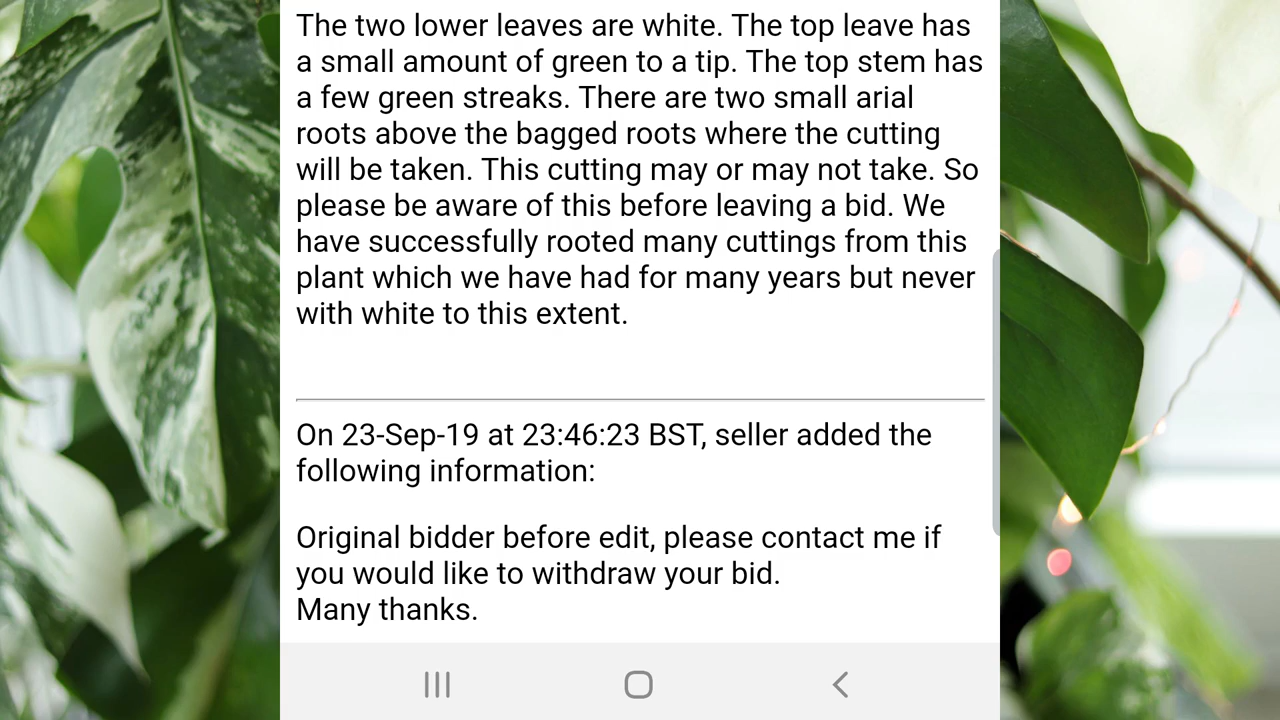 The two lower leaves are white. The top leave has
a small amount of green to a tip. The top stem has
a few green streaks. There are two small arial
roots above the bagged roots where the cutting
will be taken. This cutting may or may not take. So
please be aware of this before leaving a bid. We
have successfully rooted many cuttings from this
plant which we have had for many years but never
with white to this extent.
On 23-Sep-19 at 23:46:23 BST, seller added the
following information:
Original bidder before edit, please contact me if
you would like to withdraw your bid.
Many thanks.